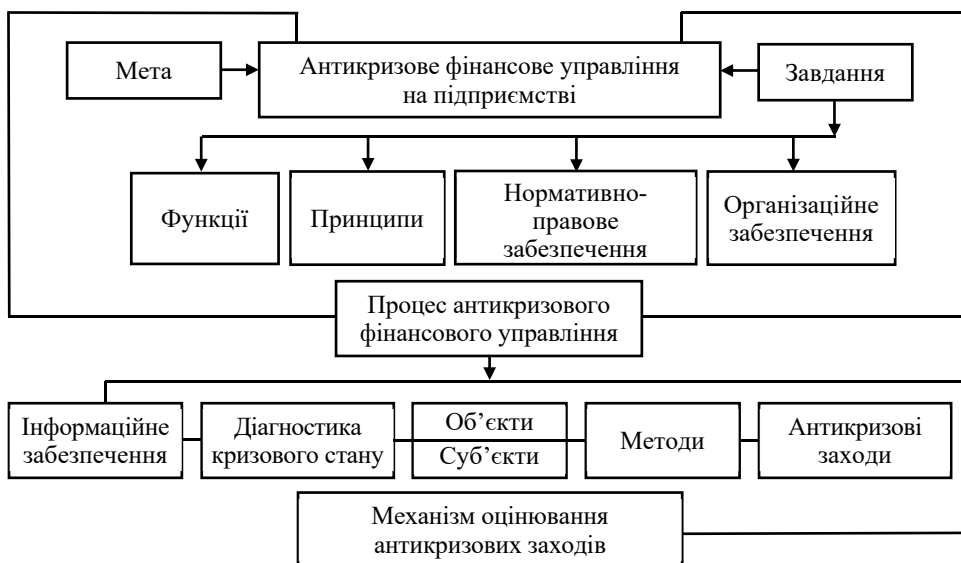 Мета
Антикризове фінансове управління
на підприємстві
Завдання
Функції
Принципи
Нормативно-
правове
забезпечення
Організаційне
забезпечення
Процес антикризового
фінансового управління
Інформаційне
забезпечення
Діагностика
кризового стану
Об’єкти
Суб’єкти
Методи
Антикризові
заходи
Механізм оцінювання
антикризових заходів